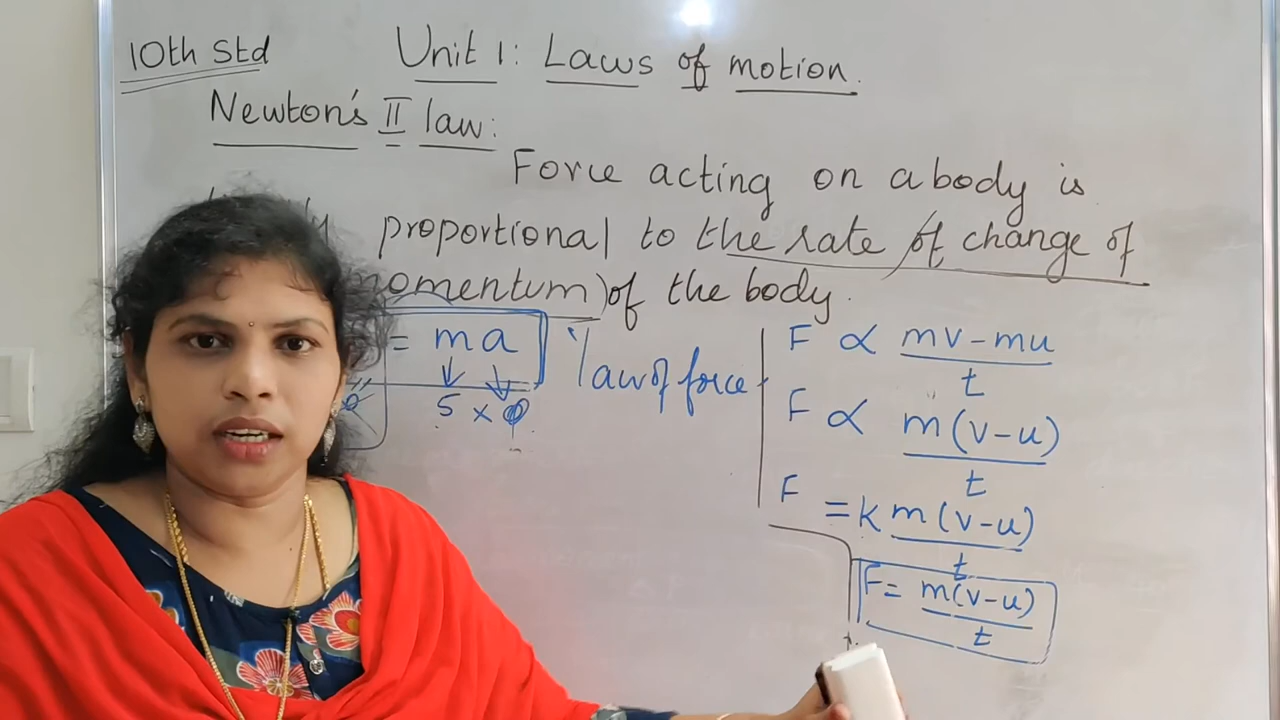 10th Std
Unit 1: Laws of motion.
Newton's II law:
Force acting on a body is
proportional to the rate of change of
momentum) of the body.
= ma
5 ×
law of force
F ∝ mv - mu
t
F ∝ m(v-u)
t
F = k m(v-u)
t
F = m(v-u)
t